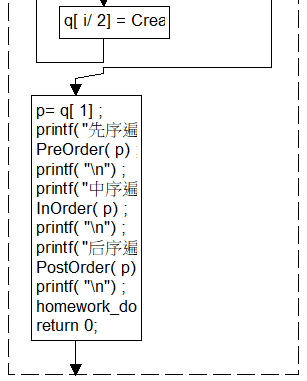 q[ i/ 2] = Crea
p= q[ 1] ;
printf( "先序遍
PreOrder( p) ;
printf( "\n") ;
printf( "中序遍
InOrder( p) ;
printf( "\n") ;
printf( "后序遍
PostOrder( p)
printf( "\n") ;
homework_do
return 0;